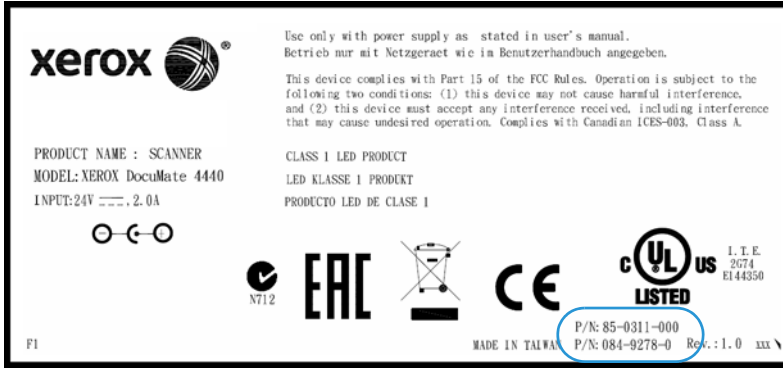 xerox ®
Use only with power supply as stated in user's manual.
Betrieb nur mit Netzgeraet wie im Benutzerhandbuch angegeben.
This device complies with Part 15 of the FCC Rules. Operation is subject to the
following two conditions: (1) this device may not cause harmful interference,
and (2) this device must accept any interference received, including interference
that may cause undesired operation. Complies with Canadian ICES-003, Class A.
PRODUCT NAME : SCANNER
MODEL:XEROX DocuMate 4440
INPUT:24V ⎓, 2.0A
CLASS 1 LED PRODUCT
LED KLASSE 1 PRODUKT
PRODUCTO LED DE CLASE 1
N712
EAC
CE
C UL US
LISTED
I.T.E.
2G74
E144350
P/N:85-0311-000
MADE IN TAIWAN P/N:084-9278-0 Rev.:1.0 xxx
F1